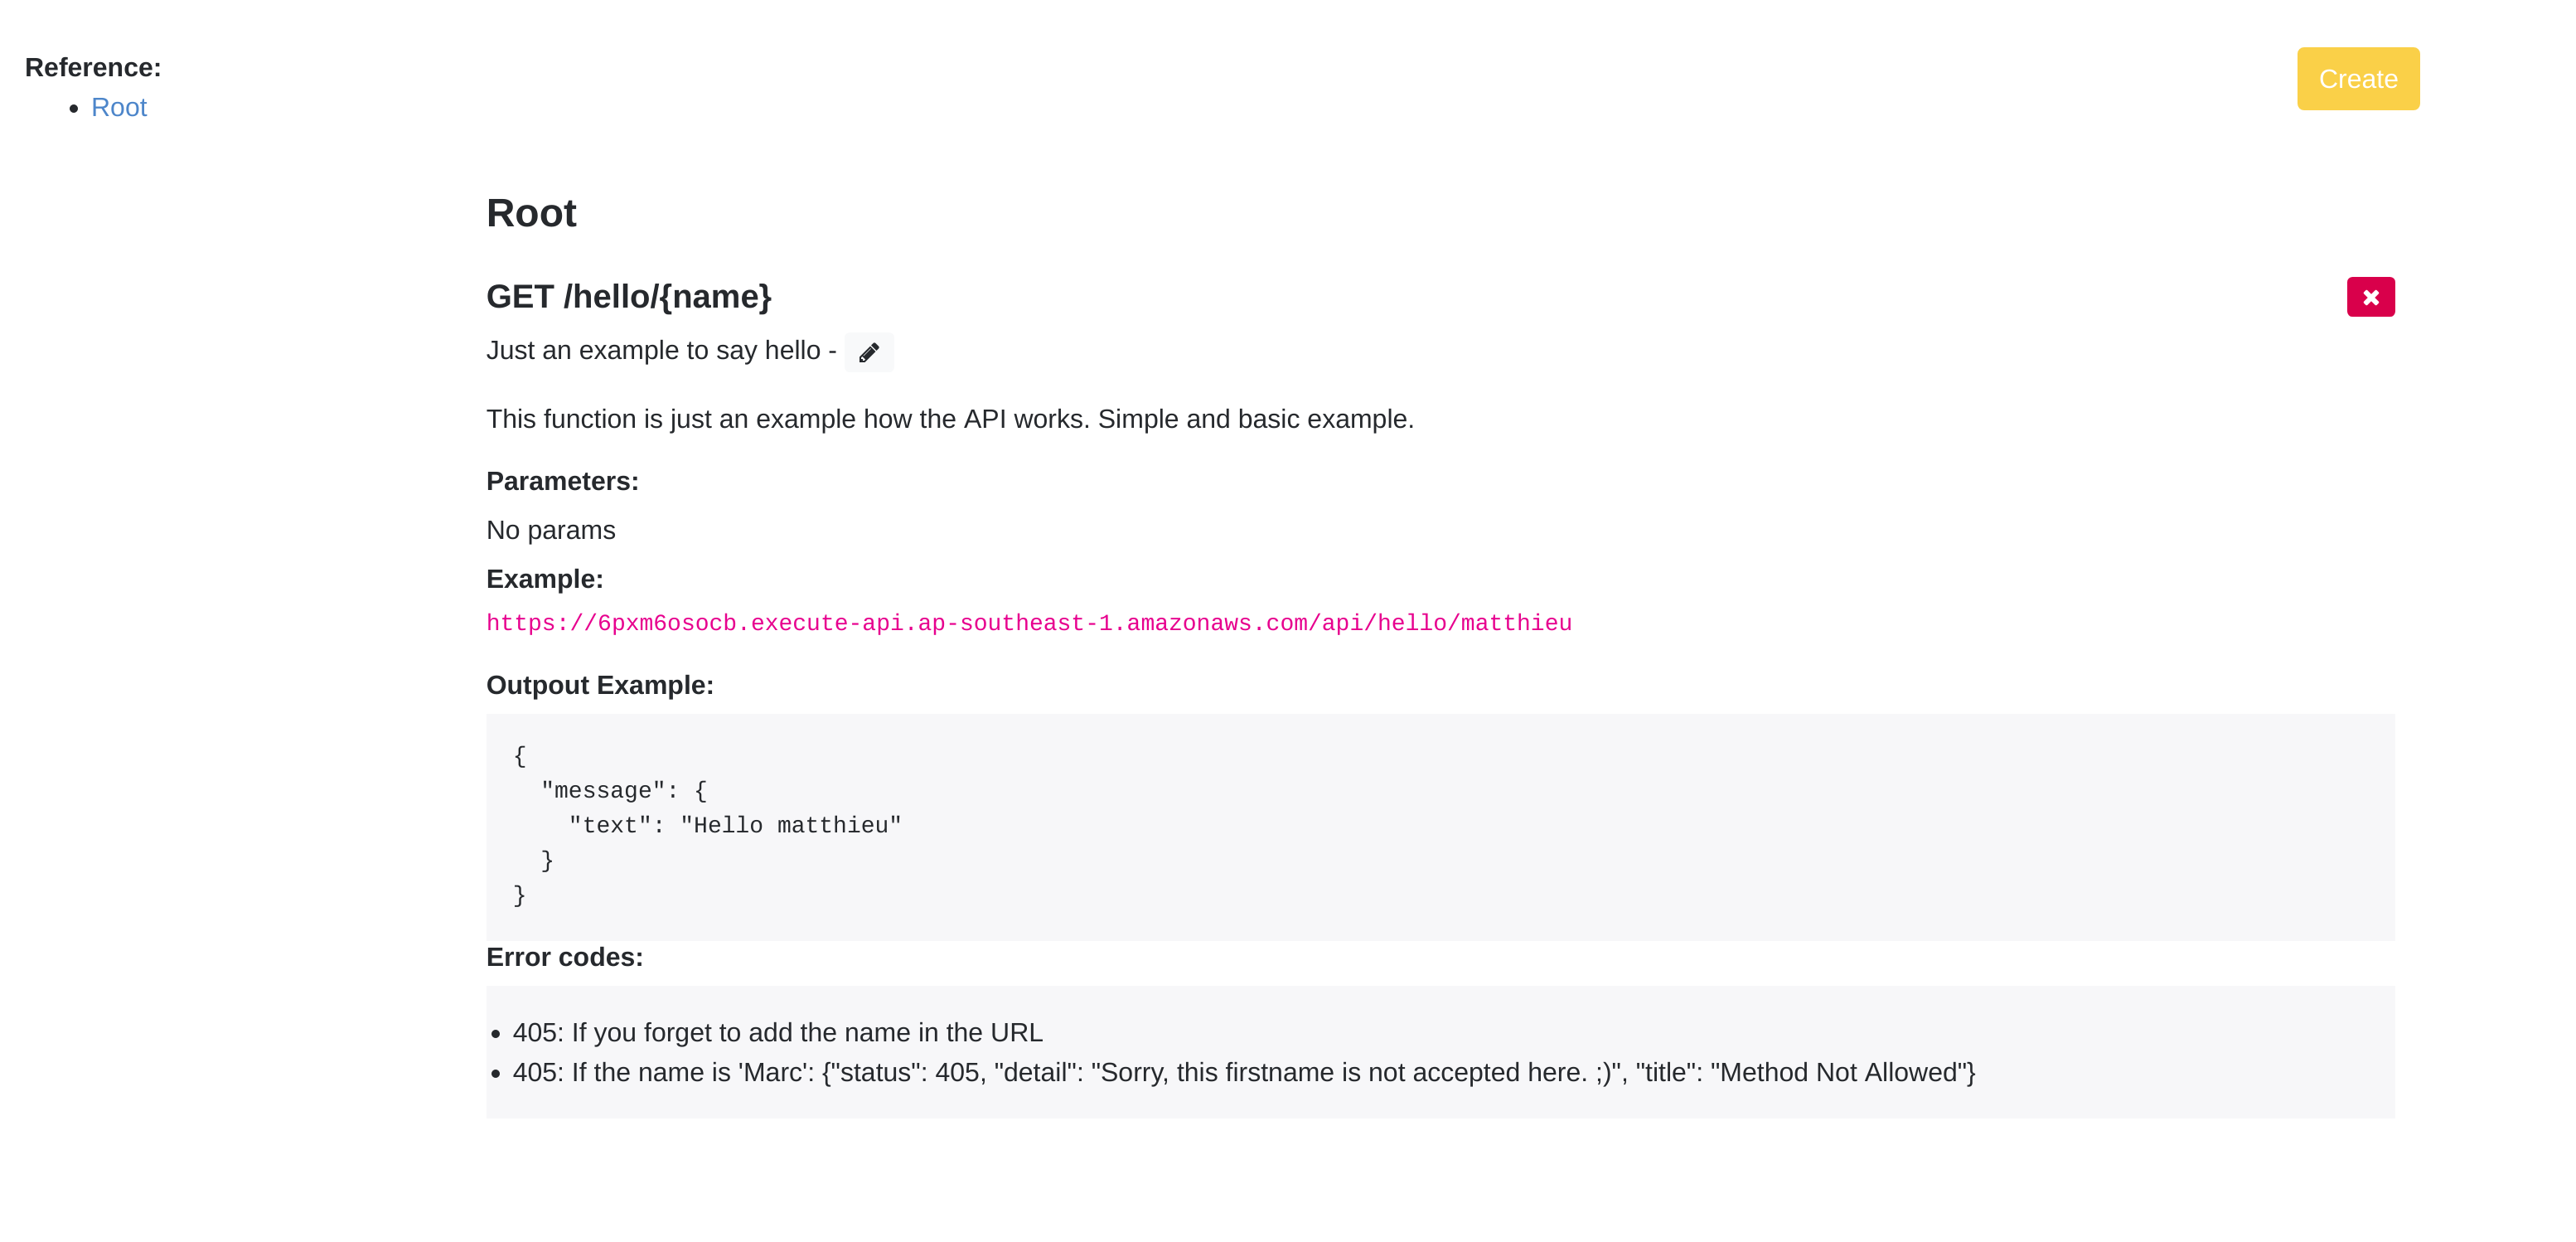 Reference:
Root
Create
Root
GET /hello/{name}
Just an example to say hello -
This function is just an example how the API works. Simple and basic example.
Parameters:
No params
Example:
https://6pxm6osocb.execute-api.ap-southeast-1.amazonaws.com/api/hello/matthieu
Outpout Example:
{
  "message": {
    "text": "Hello matthieu"
  }
}
Error codes:
405: If you forget to add the name in the URL
405: If the name is 'Marc': {"status": 405, "detail": "Sorry, this firstname is not accepted here. ;)", "title": "Method Not Allowed"}